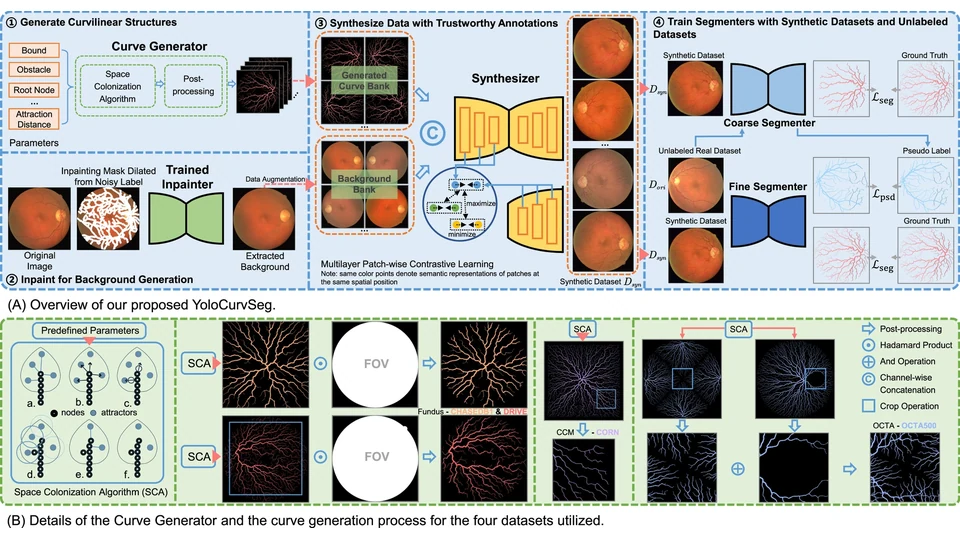 ① Generate Curvilinear Structures
Curve Generator
Bound
Obstacle
Root Node
...
Attraction
Distance
Parameters
Space
Colonization
Algorithm
Post-
processing
...
Inpainting Mask Dilated
from Noisy Label
Trained
Inpainter
Data Augmentation
Original
Image
Extracted
Background
② Inpaint for Background Generation
③ Synthesize Data with Trustworthy Annotations
Generated
Curve Bank
...
Background
Bank
...
C
Synthesizer
maximize
minimize
Multilayer Patch-wise Contrastive Learning
Note: same color points denote semantic representations of patches at
the same spatial position
...
Synthetic Dataset D_syn
④ Train Segmenters with Synthetic Datasets and Unlabeled
Datasets
Synthetic Dataset
Ground Truth
D_syn
L_seg
Coarse Segmenter
Unlabeled Real Dataset
Pseudo Label
D_ori
Fine Segmenter
L_psd
Synthetic Dataset
Ground Truth
D_syn
L_seg
(A) Overview of our proposed YoloCurvSeg.
Predefined Parameters
a.
b.
c.
nodes
attractors
d.
e.
f.
Space Colonization Algorithm (SCA)
SCA
FOV
Fundus - CHASEDB1 & DRIVE
SCA
FOV
SCA
CCM - CORN
SCA
OCTA - OCTA500
Post-processing
Hadamard Product
And Operation
Channel-wise
Concatenation
Crop Operation
(B) Details of the Curve Generator and the curve generation process for the four datasets utilized.